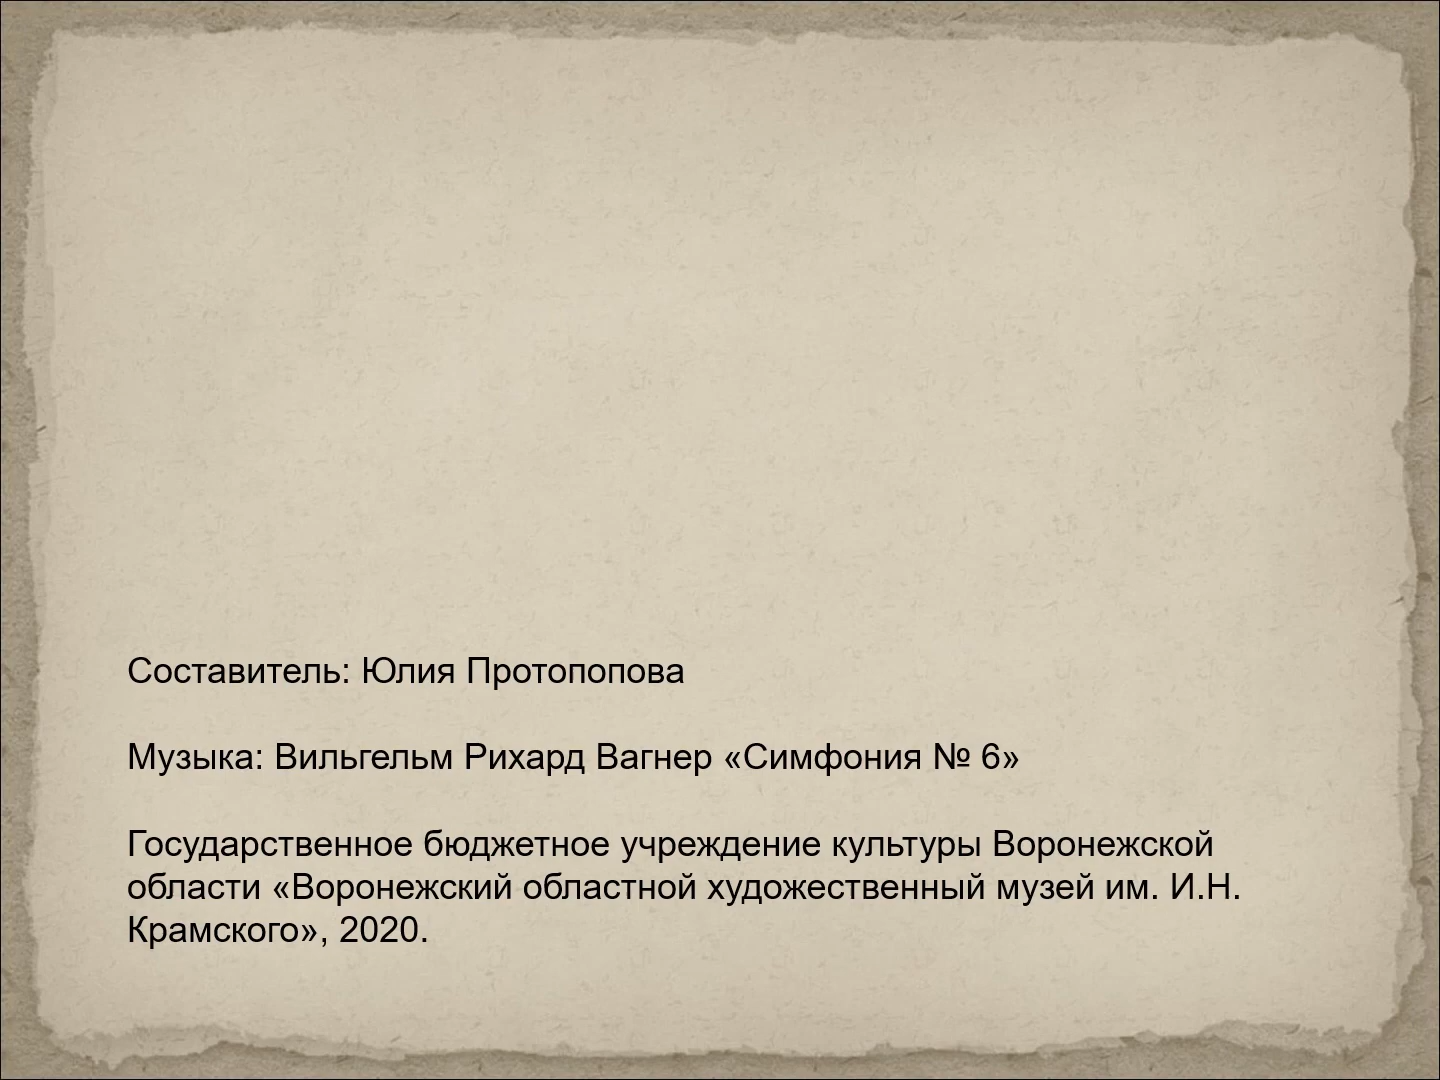 Составитель: Юлия Протопопова
Музыка: Вильгельм Рихард Вагнер «Симфония № 6»
Государственное бюджетное учреждение культуры Воронежской
области «Воронежский областной художественный музей им. И.Н.
Крамского», 2020.